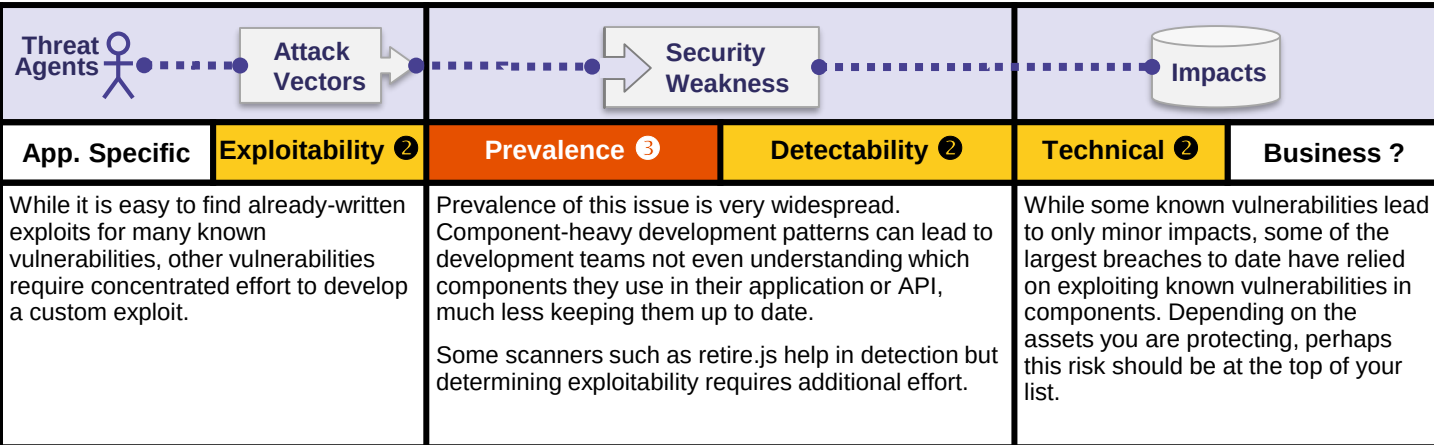 Threat
Agents
Attack
Vectors
Security
Weakness
Impacts
App. Specific
Exploitability ❷
Prevalence ❸
Detectability ❷
Technical ❷
Business ?
While it is easy to find already-written
exploits for many known
vulnerabilities, other vulnerabilities
require concentrated effort to develop
a custom exploit.
Prevalence of this issue is very widespread.
Component-heavy development patterns can lead to
development teams not even understanding which
components they use in their application or API,
much less keeping them up to date.
Some scanners such as retire.js help in detection but
determining exploitability requires additional effort.
While some known vulnerabilities lead
to only minor impacts, some of the
largest breaches to date have relied
on exploiting known vulnerabilities in
components. Depending on the
assets you are protecting, perhaps
this risk should be at the top of your
list.